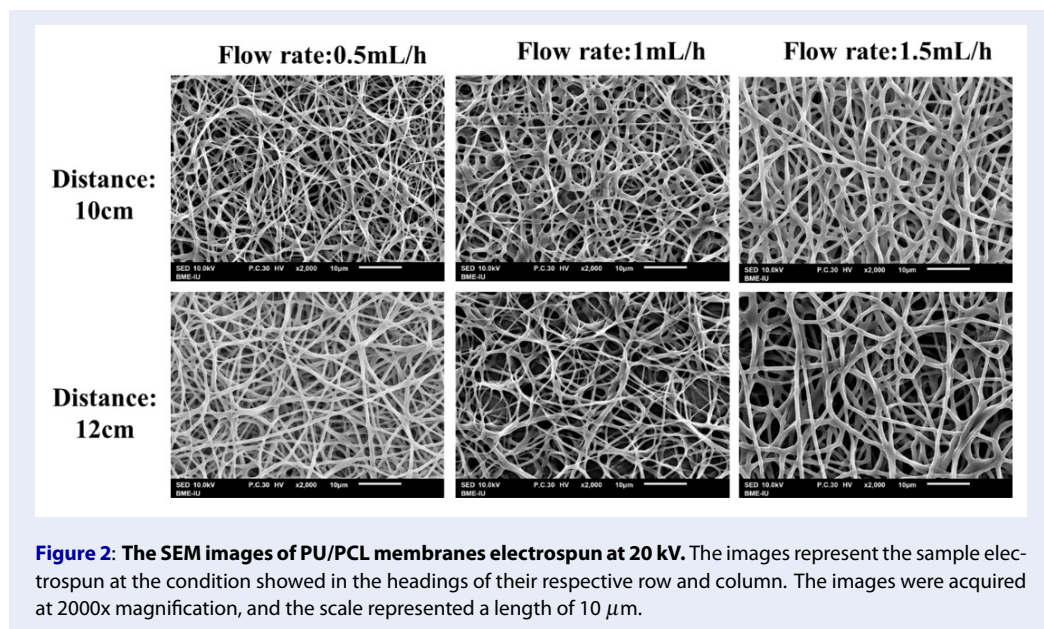 Flow rate:0.5mL/h Flow rate:1mL/h Flow rate:1.5mL/h
Distance:
10cm
SED 10.0kV P.C.30 HV x2,000 10µm
BME-IU
SED 10.0kV P.C.30 HV x2,000 10µm
BME-IU
SED 10.0kV P.C.30 HV x2,000 10µm
BME-IU
Distance:
12cm
SED 10.0kV P.C.30 HV x2,000 10µm
BME-IU
SED 10.0kV P.C.30 HV x2,000 10µm
BME-IU
SED 10.0kV P.C.30 HV x2,000 10µm
BME-IU
Figure 2: The SEM images of PU/PCL membranes electrospun at 20 kV. The images represent the sample elec-
trospun at the condition showed in the headings of their respective row and column. The images were acquired
at 2000x magnification, and the scale represented a length of 10 µm.